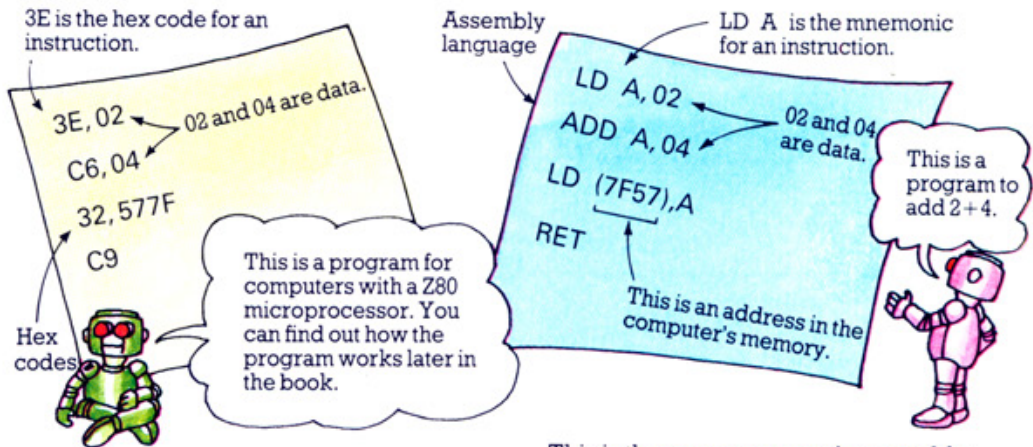 3E is the hex code for an
instruction.
3E, 02
02 and 04 are data.
C6, 04
32, 577F
C9
Hex
codes
This is a program for
computers with a Z80
microprocessor. You
can find out how the
program works later in
the book.
Assembly
language
LD A is the mnemonic
for an instruction.
LD A, 02
ADD A, 04
LD (7F57),A
RET
02 and 04
are data.
This is an address in the
computer's memory.
This is a
program to
add 2+4.